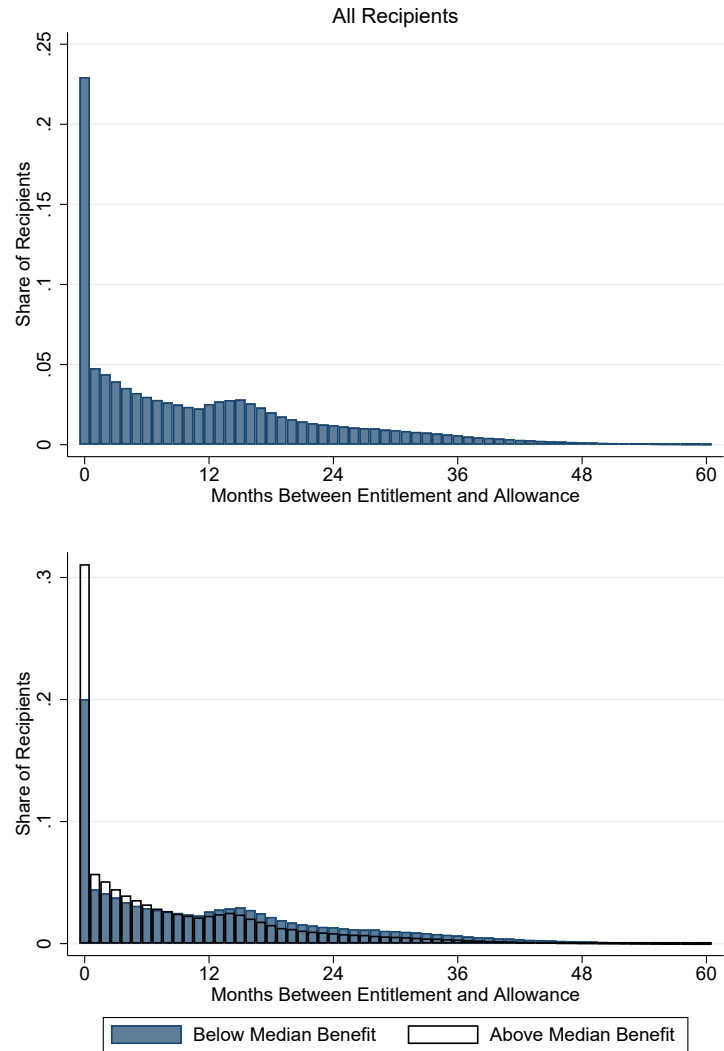 All Recipients
Share of Recipients
.25
.2
.15
.1
.05
0
0 12 24 36 48 60
Months Between Entitlement and Allowance
Share of Recipients
.3
.2
.1
0
0 12 24 36 48 60
Months Between Entitlement and Allowance
Below Median Benefit Above Median Benefit